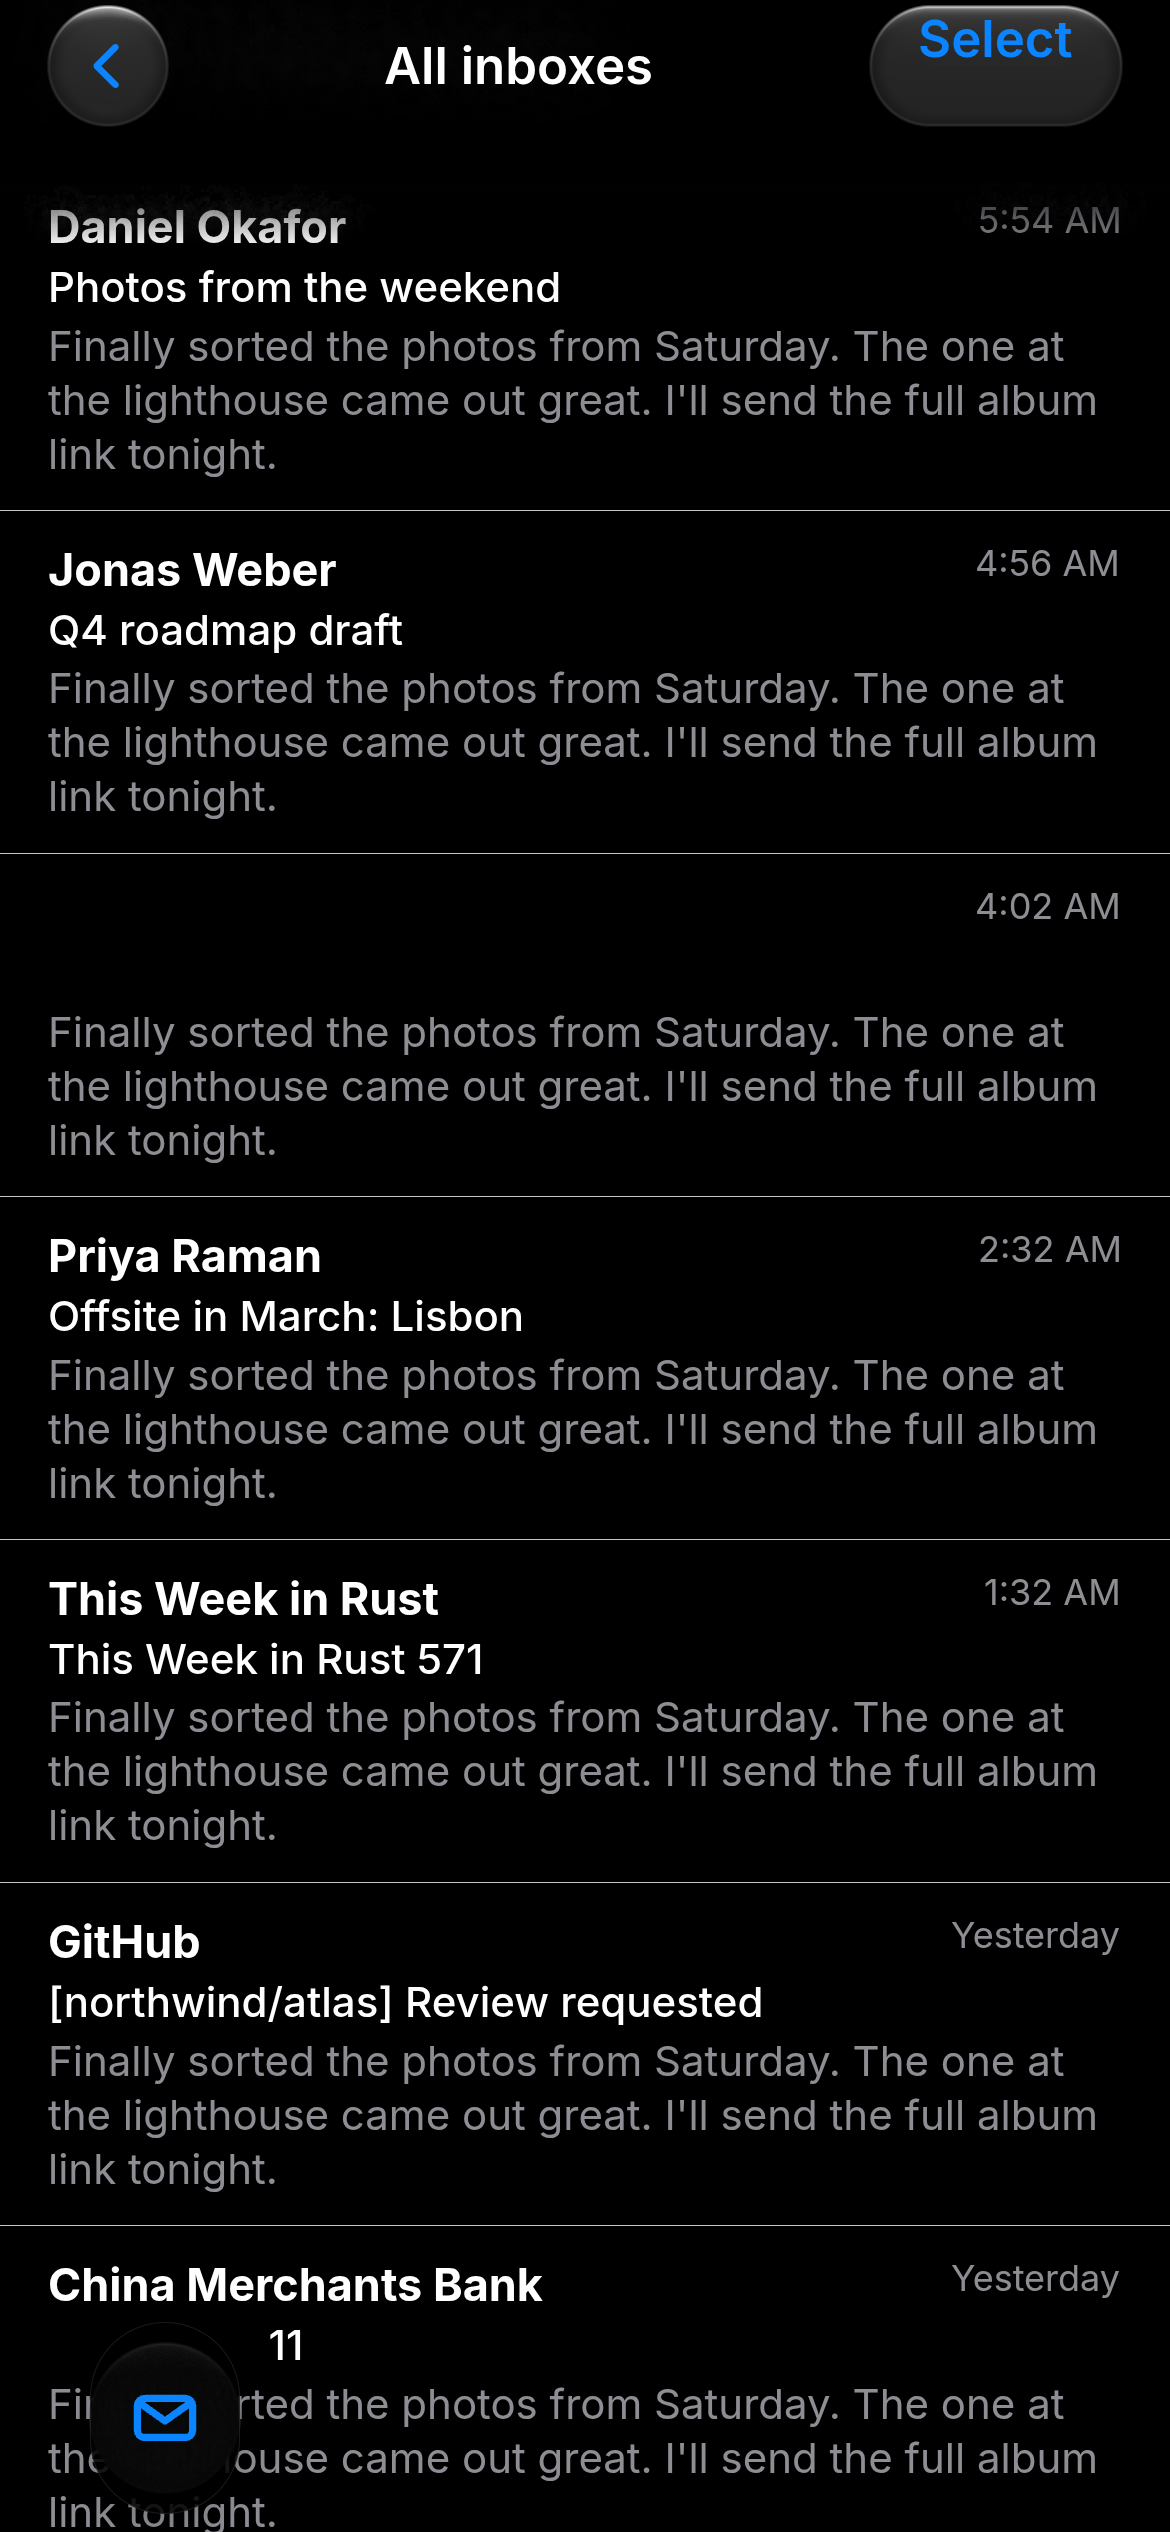 All inboxes
Select
Daniel Okafor
5:54 AM
Photos from the weekend
Finally sorted the photos from Saturday. The one at
the lighthouse came out great. I'll send the full album
link tonight.
Jonas Weber
4:56 AM
Q4 roadmap draft
Finally sorted the photos from Saturday. The one at
the lighthouse came out great. I'll send the full album
link tonight.
4:02 AM
Finally sorted the photos from Saturday. The one at
the lighthouse came out great. I'll send the full album
link tonight.
Priya Raman
2:32 AM
Offsite in March: Lisbon
Finally sorted the photos from Saturday. The one at
the lighthouse came out great. I'll send the full album
link tonight.
This Week in Rust
1:32 AM
This Week in Rust 571
Finally sorted the photos from Saturday. The one at
the lighthouse came out great. I'll send the full album
link tonight.
GitHub
Yesterday
[northwind/atlas] Review requested
Finally sorted the photos from Saturday. The one at
the lighthouse came out great. I'll send the full album
link tonight.
China Merchants Bank
Yesterday
11
the photos from Saturday. The one at
came out great. I'll send the full album
link tonight.